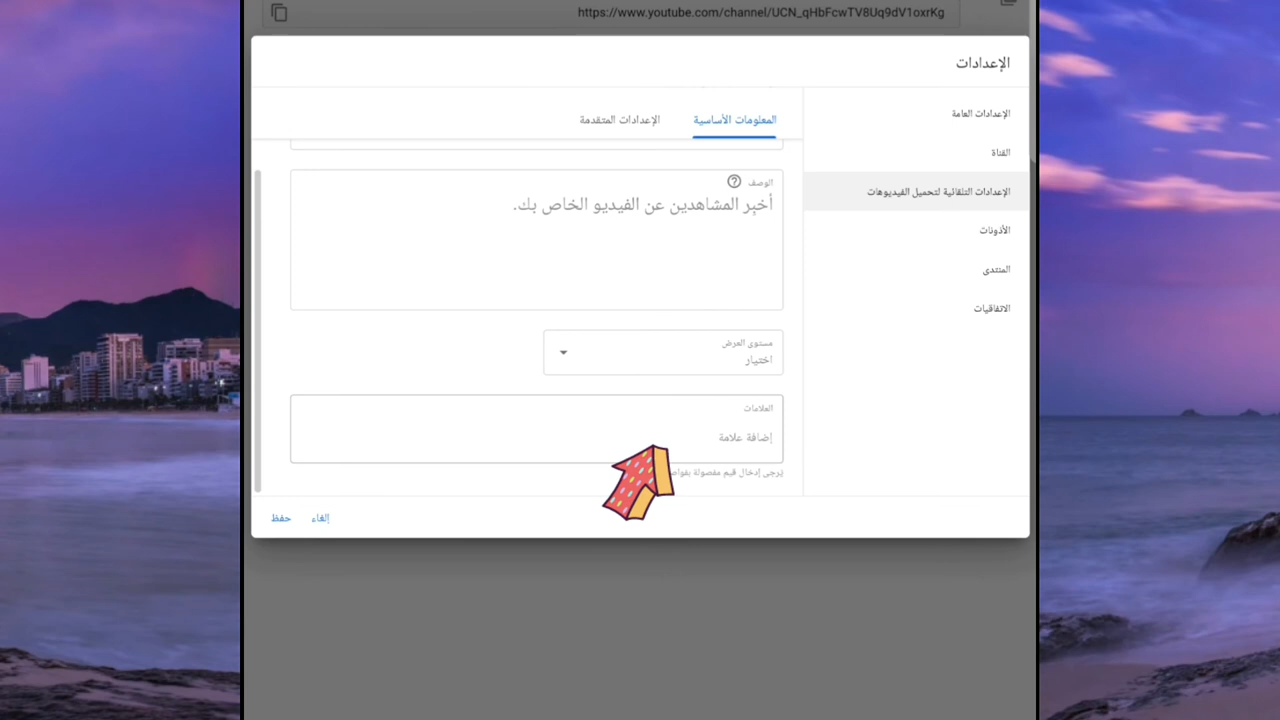 https://www.youtube.com/channel/UCN_qHbFcwTV8Uq9dV1oxrKg
الإعدادات
الإعدادات العامة
القناة
الإعدادات التلقائية لتحميل الفيديوهات
الأذونات
المنتدى
الاتفاقيات
المعلومات الأساسية
الإعدادات المتقدمة
الوصف
أخبِر المشاهدين عن الفيديو الخاص بك.
مستوى العرض
اختيار
العلامات
إضافة علامة
يُرجى إدخال قيم مفصولة
إلغاء
حفظ